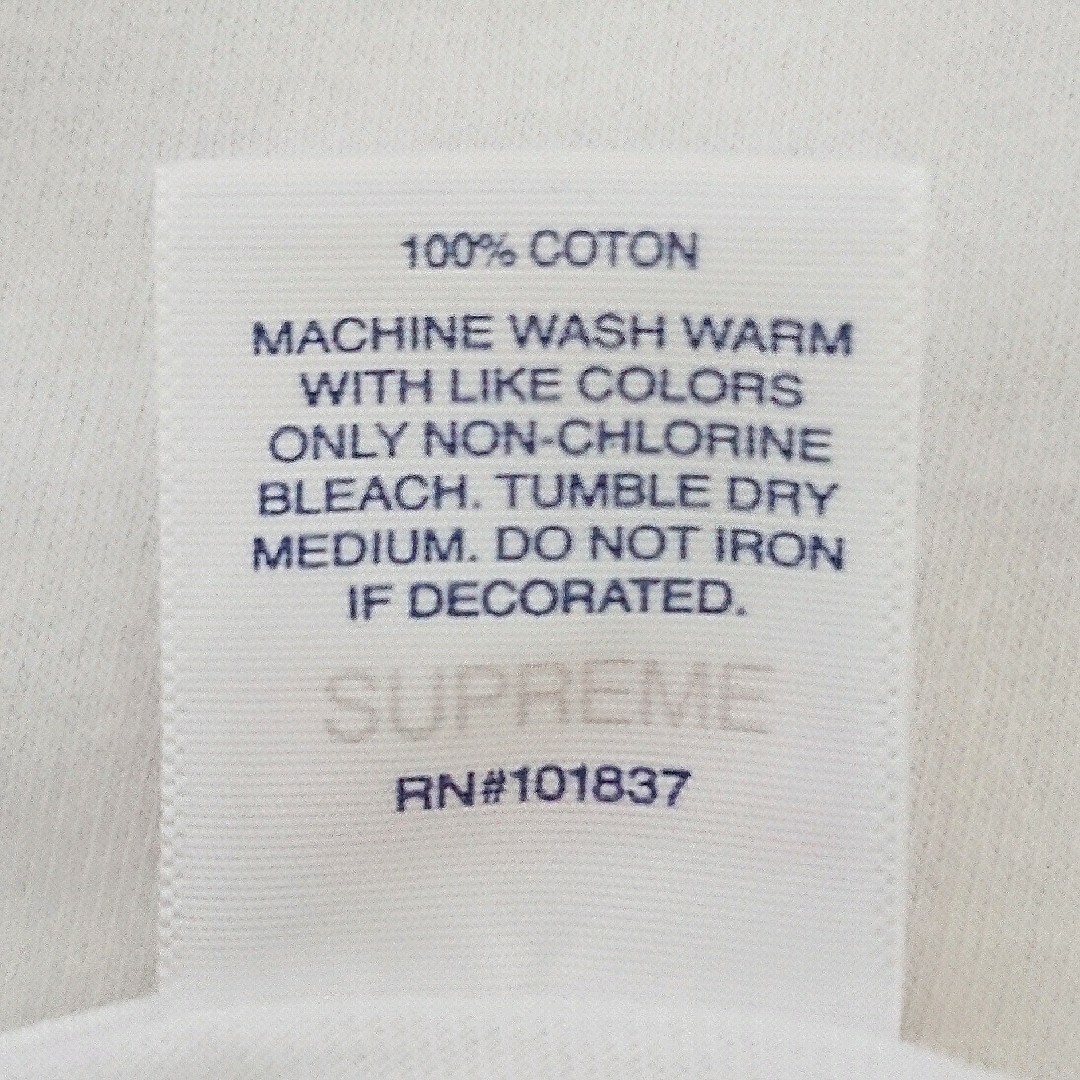 100% COTON
MACHINE WASH WARM
WITH LIKE COLORS
ONLY NON-CHLORINE
BLEACH. TUMBLE DRY
MEDIUM. DO NOT IRON
IF DECORATED.
SUPREME
RN#101837